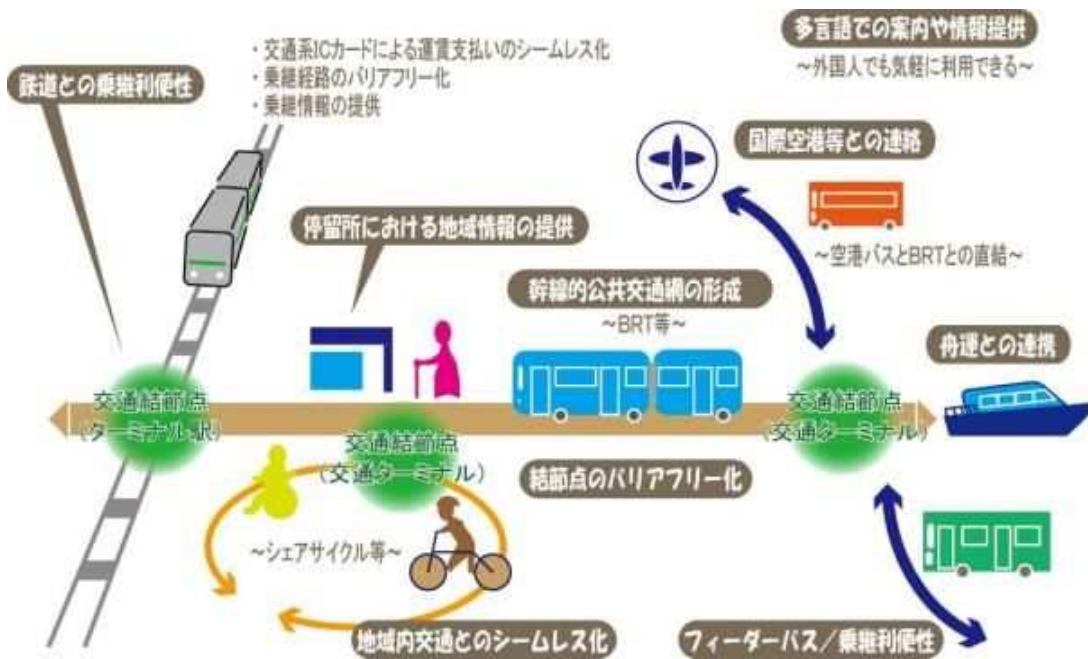 鉄道との乗継利便性
・交通系ICカードによる運賃支払いのシームレス化
・乗継経路のバリアフリー化
・乗継情報の提供
多言語での案内や情報提供
～外国人でも気軽に利用できる～
国際空港等との連絡
～空港バスとBRTとの直結～
停留所における地域情報の提供
幹線的公共交通網の形成
～BRT等～
舟運との連携
交通結節点
(ターミナル駅)
交通結節点
(交通ターミナル)
交通結節点
(交通ターミナル)
結節点のバリアフリー化
～シェアサイクル等～
地域内交通とのシームレス化
フィーダーバス／乗継利便性